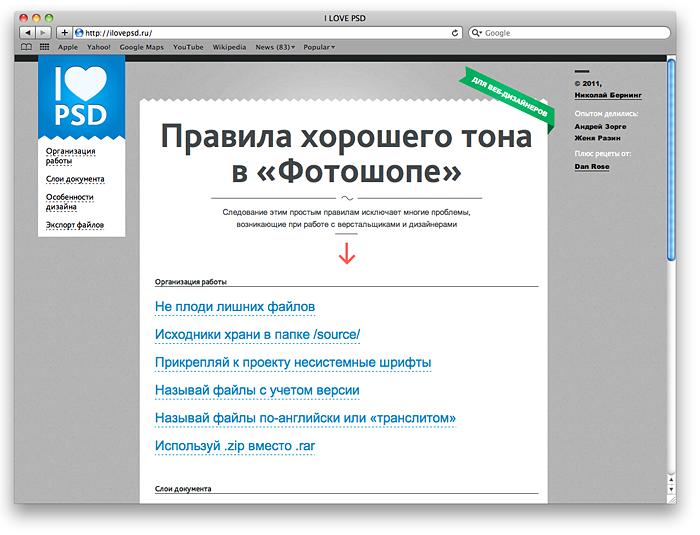 I LOVE PSD
http://ilovepsd.ru/
Google
Apple Yahoo! Google Maps YouTube Wikipedia News (83) Popular
I
PSD
Организация
работы
Слои документа
Особенности
дизайна
Экспорт файлов
ДЛЯ ВЕБ-ДИЗАЙНЕРОВ
© 2011,
Николай Бернинг
Опытом делились:
Андрей Зорге
Женя Разин
Плюс рецеты от:
Dan Rose
Правила хорошего тона
в «Фотошопе»
Следование этим простым правилам исключает многие проблемы,
возникающие при работе с верстальщиками и дизайнерами
Организация работы
Не плоди лишних файлов
Исходники храни в папке /source/
Прикрепляй к проекту несистемные шрифты
Называй файлы с учетом версии
Называй файлы по-английски или «транслитом»
Используй .zip вместо .rar
Слои документа